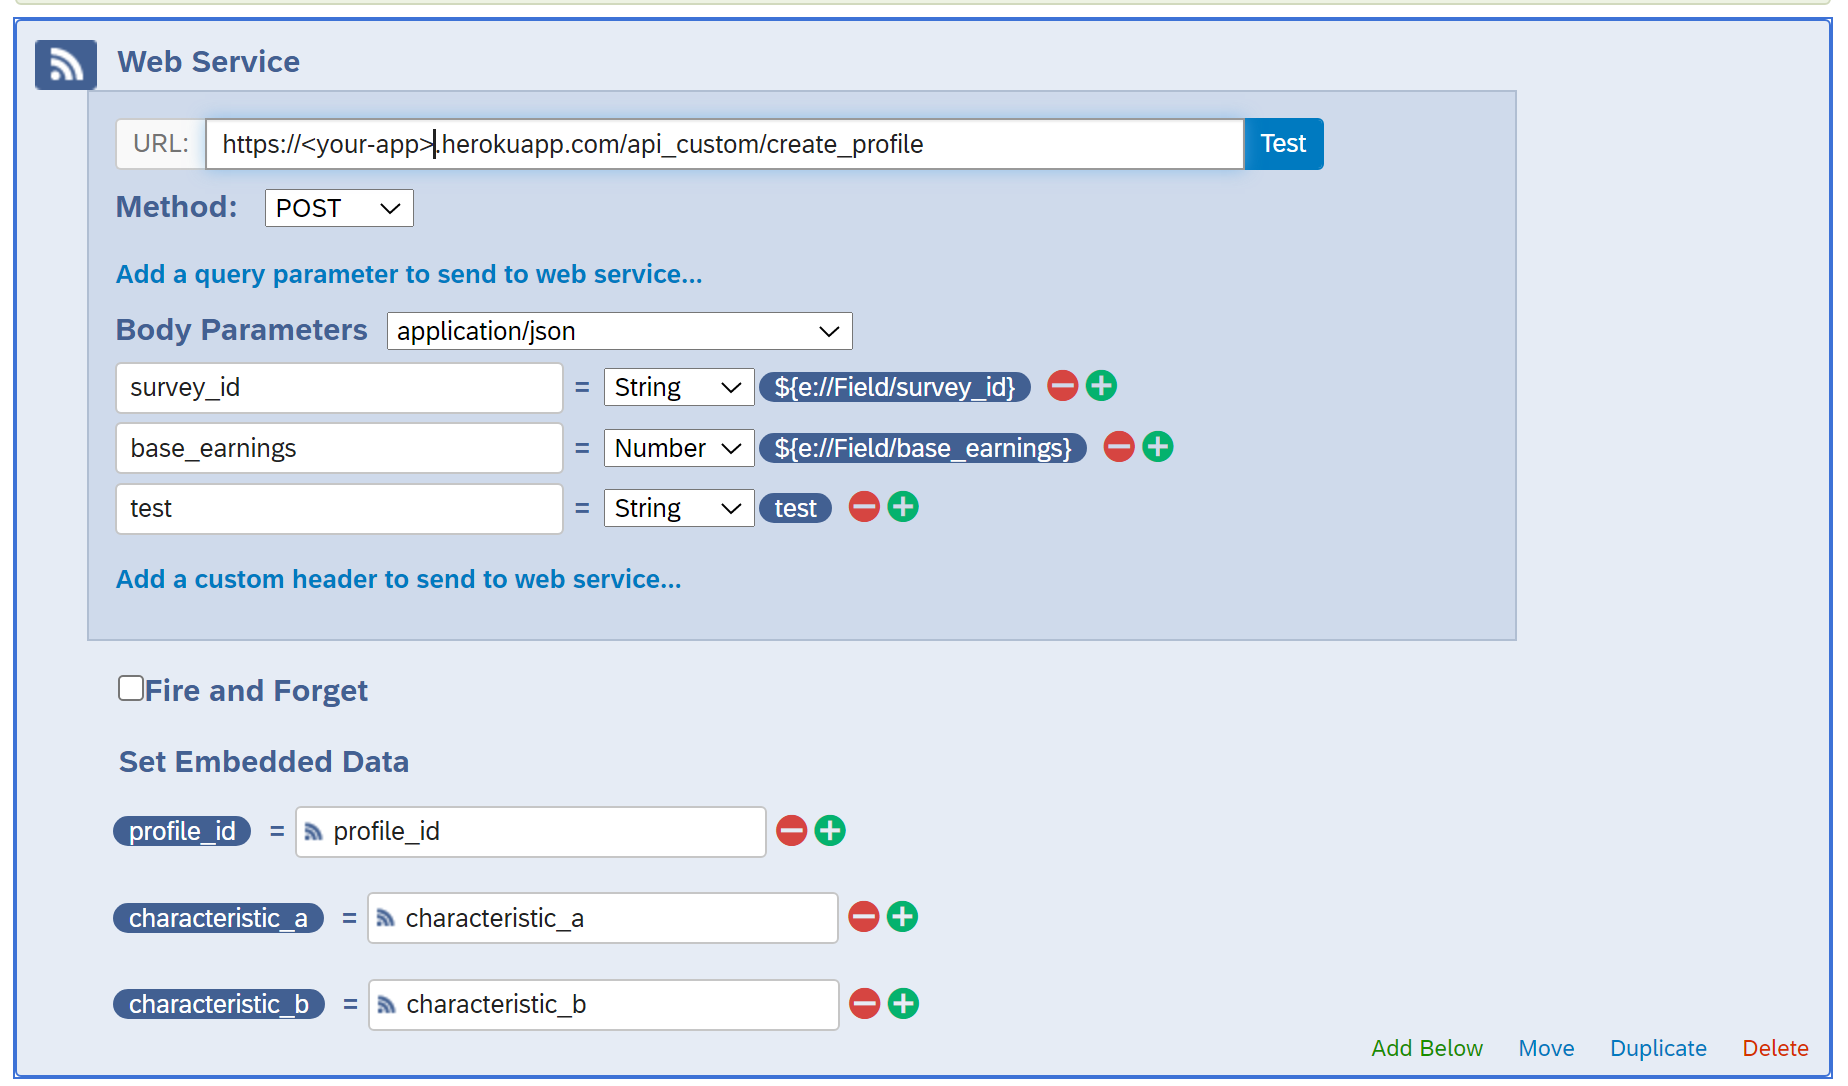 Web Service
URL: https://<your-app>.herokuapp.com/api_custom/create_profile Test
Method: POST
Add a query parameter to send to web service...
Body Parameters application/json
survey_id = String ${e://Field/survey_id}
base_earnings = Number ${e://Field/base_earnings}
test = String test
Add a custom header to send to web service...
Fire and Forget
Set Embedded Data
profile_id = profile_id
characteristic_a = characteristic_a
characteristic_b = characteristic_b
Add Below Move Duplicate Delete